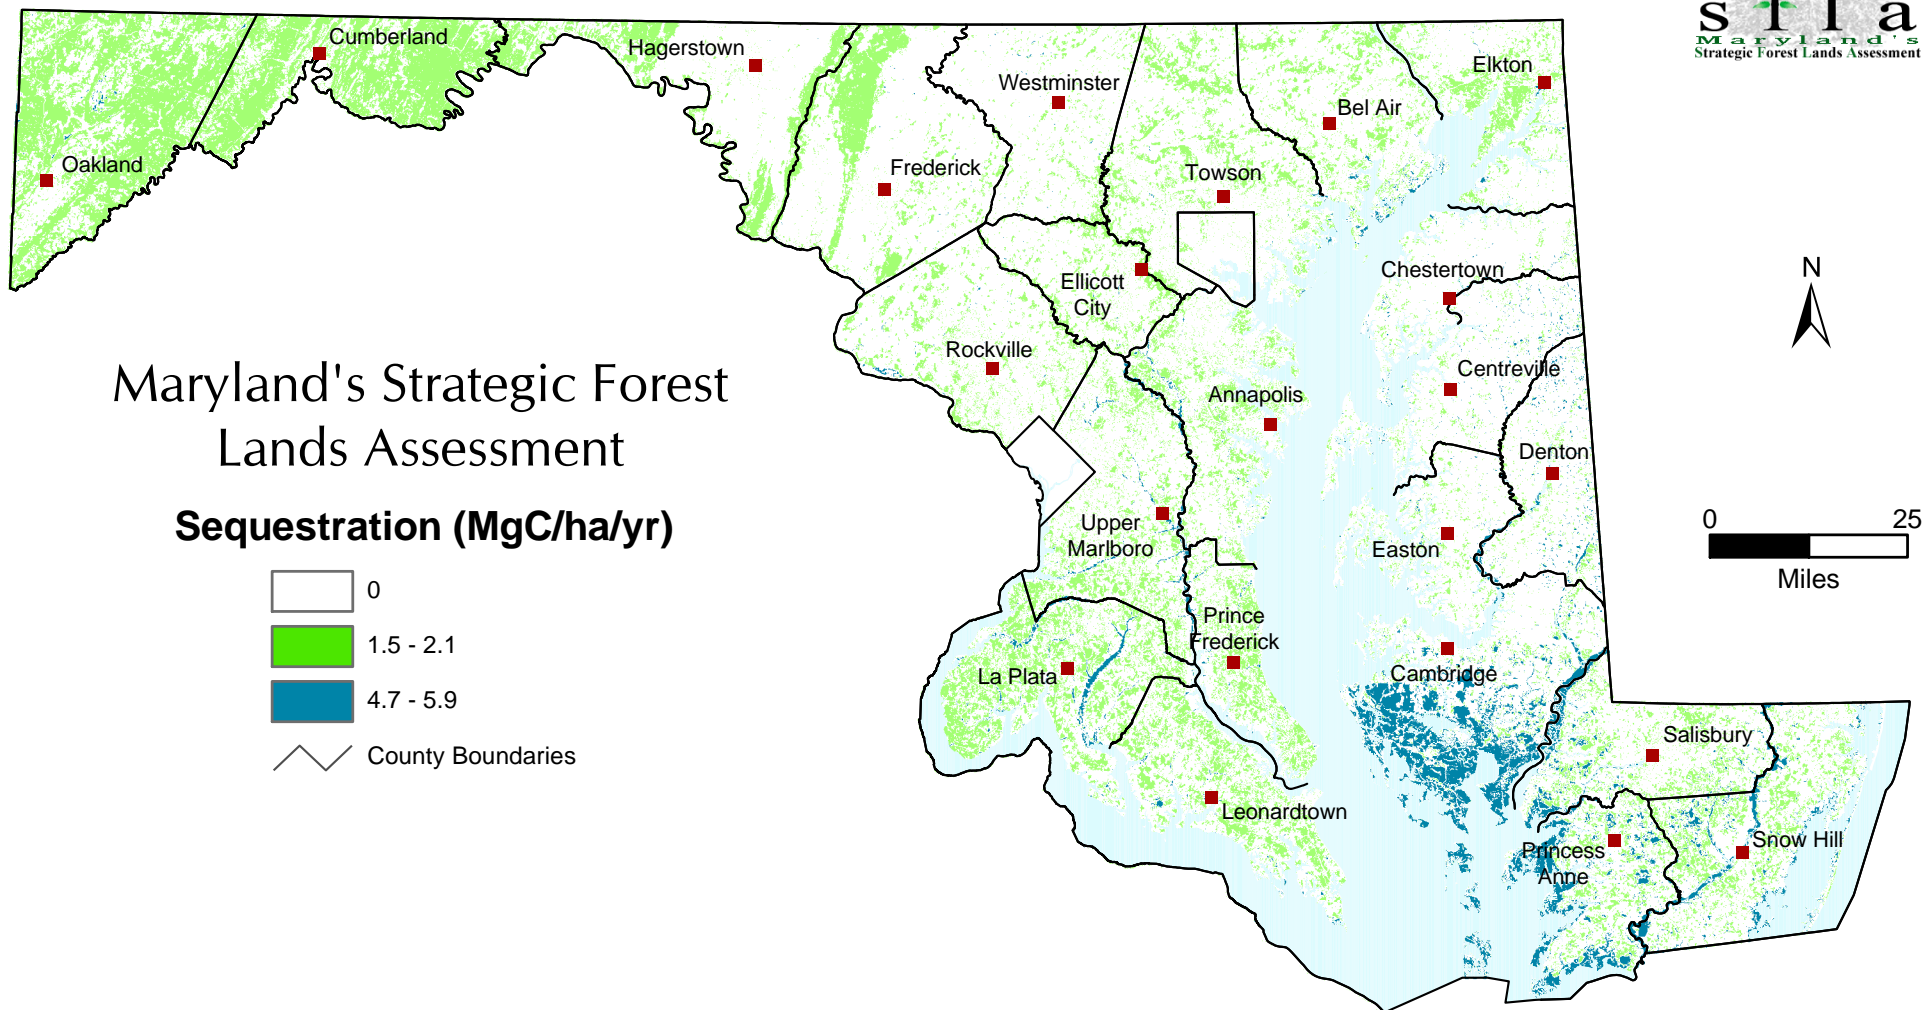 sfla
Maryland's
Strategic Forest Lands Assessment
Cumberland
Hagerstown
Westminster
Elkton
Bel Air
Oakland
Frederick
Towson
Ellicott
City
Chestertown
N
Rockville
Centreville
Annapolis
Maryland's Strategic Forest
Lands Assessment
Denton
Sequestration (MgC/ha/yr)
0 25
Miles
Upper
Marlboro
Easton
0
1.5 - 2.1
4.7 - 5.9
County Boundaries
Prince
Frederick
La Plata
Cambridge
Salisbury
Leonardtown
Princess
Anne
Snow Hill